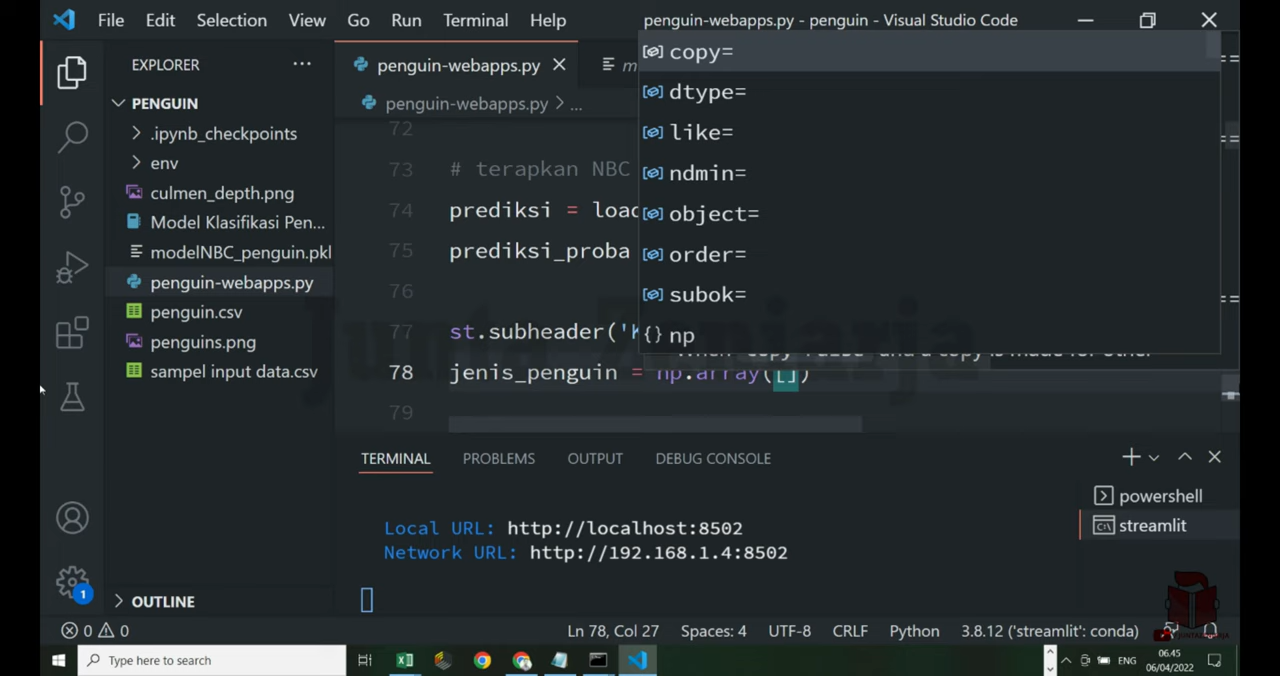 File Edit Selection View Go Run Terminal Help penguin-webapps.py - penguin - Visual Studio Code
EXPLORER ...
PENGUIN
.ipynb_checkpoints
env
culmen_depth.png
Model Klasifikasi Pen...
modelNBC_penguin.pkl
penguin-webapps.py
penguin.csv
penguins.png
sampel input data.csv
OUTLINE
penguin-webapps.py
penguin-webapps.py > ...
72
73 # terapkan NBC
74 prediksi = load
75 prediksi_proba
76
77 st.subheader('K
78 jenis_penguin = np.array([])
79
copy=
dtype=
like=
ndmin=
object=
order=
subok=
{} np
Junta Zeniarja
TERMINAL PROBLEMS OUTPUT DEBUG CONSOLE
Local URL: http://localhost:8502
Network URL: http://192.168.1.4:8502
powershell
streamlit
1
0 0 Ln 78, Col 27 Spaces: 4 UTF-8 CRLF Python 3.8.12 ('streamlit': conda)
Type here to search
ENG
06.45
06/04/2022